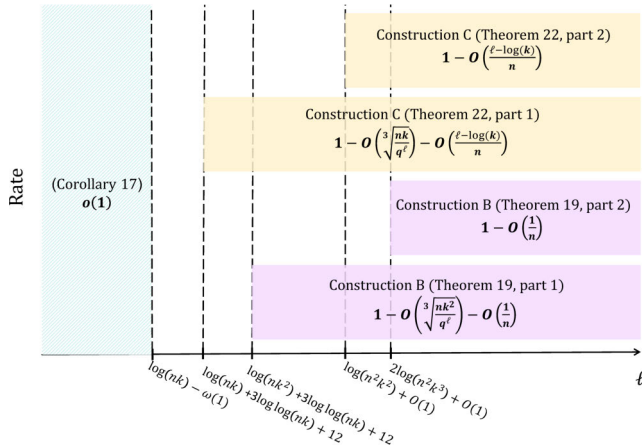 Construction C (Theorem 22, part 2)
1 − O((ℓ−log(k))/n)
Construction C (Theorem 22, part 1)
1 − O(∛(nk/q^ℓ)) − O((ℓ−log(k))/n)
(Corollary 17)
o(1)
Rate
Construction B (Theorem 19, part 2)
1 − O(1/n)
Construction B (Theorem 19, part 1)
1 − O(∛(nk²/q^ℓ)) − O(1/n)
ℓ
log(nk) − ω(1)
log(nk) +3log log(nk) + 12
log(nk²) +3log log(nk) + 12
log(n²k²) + O(1)
2log(n²k³) + O(1)